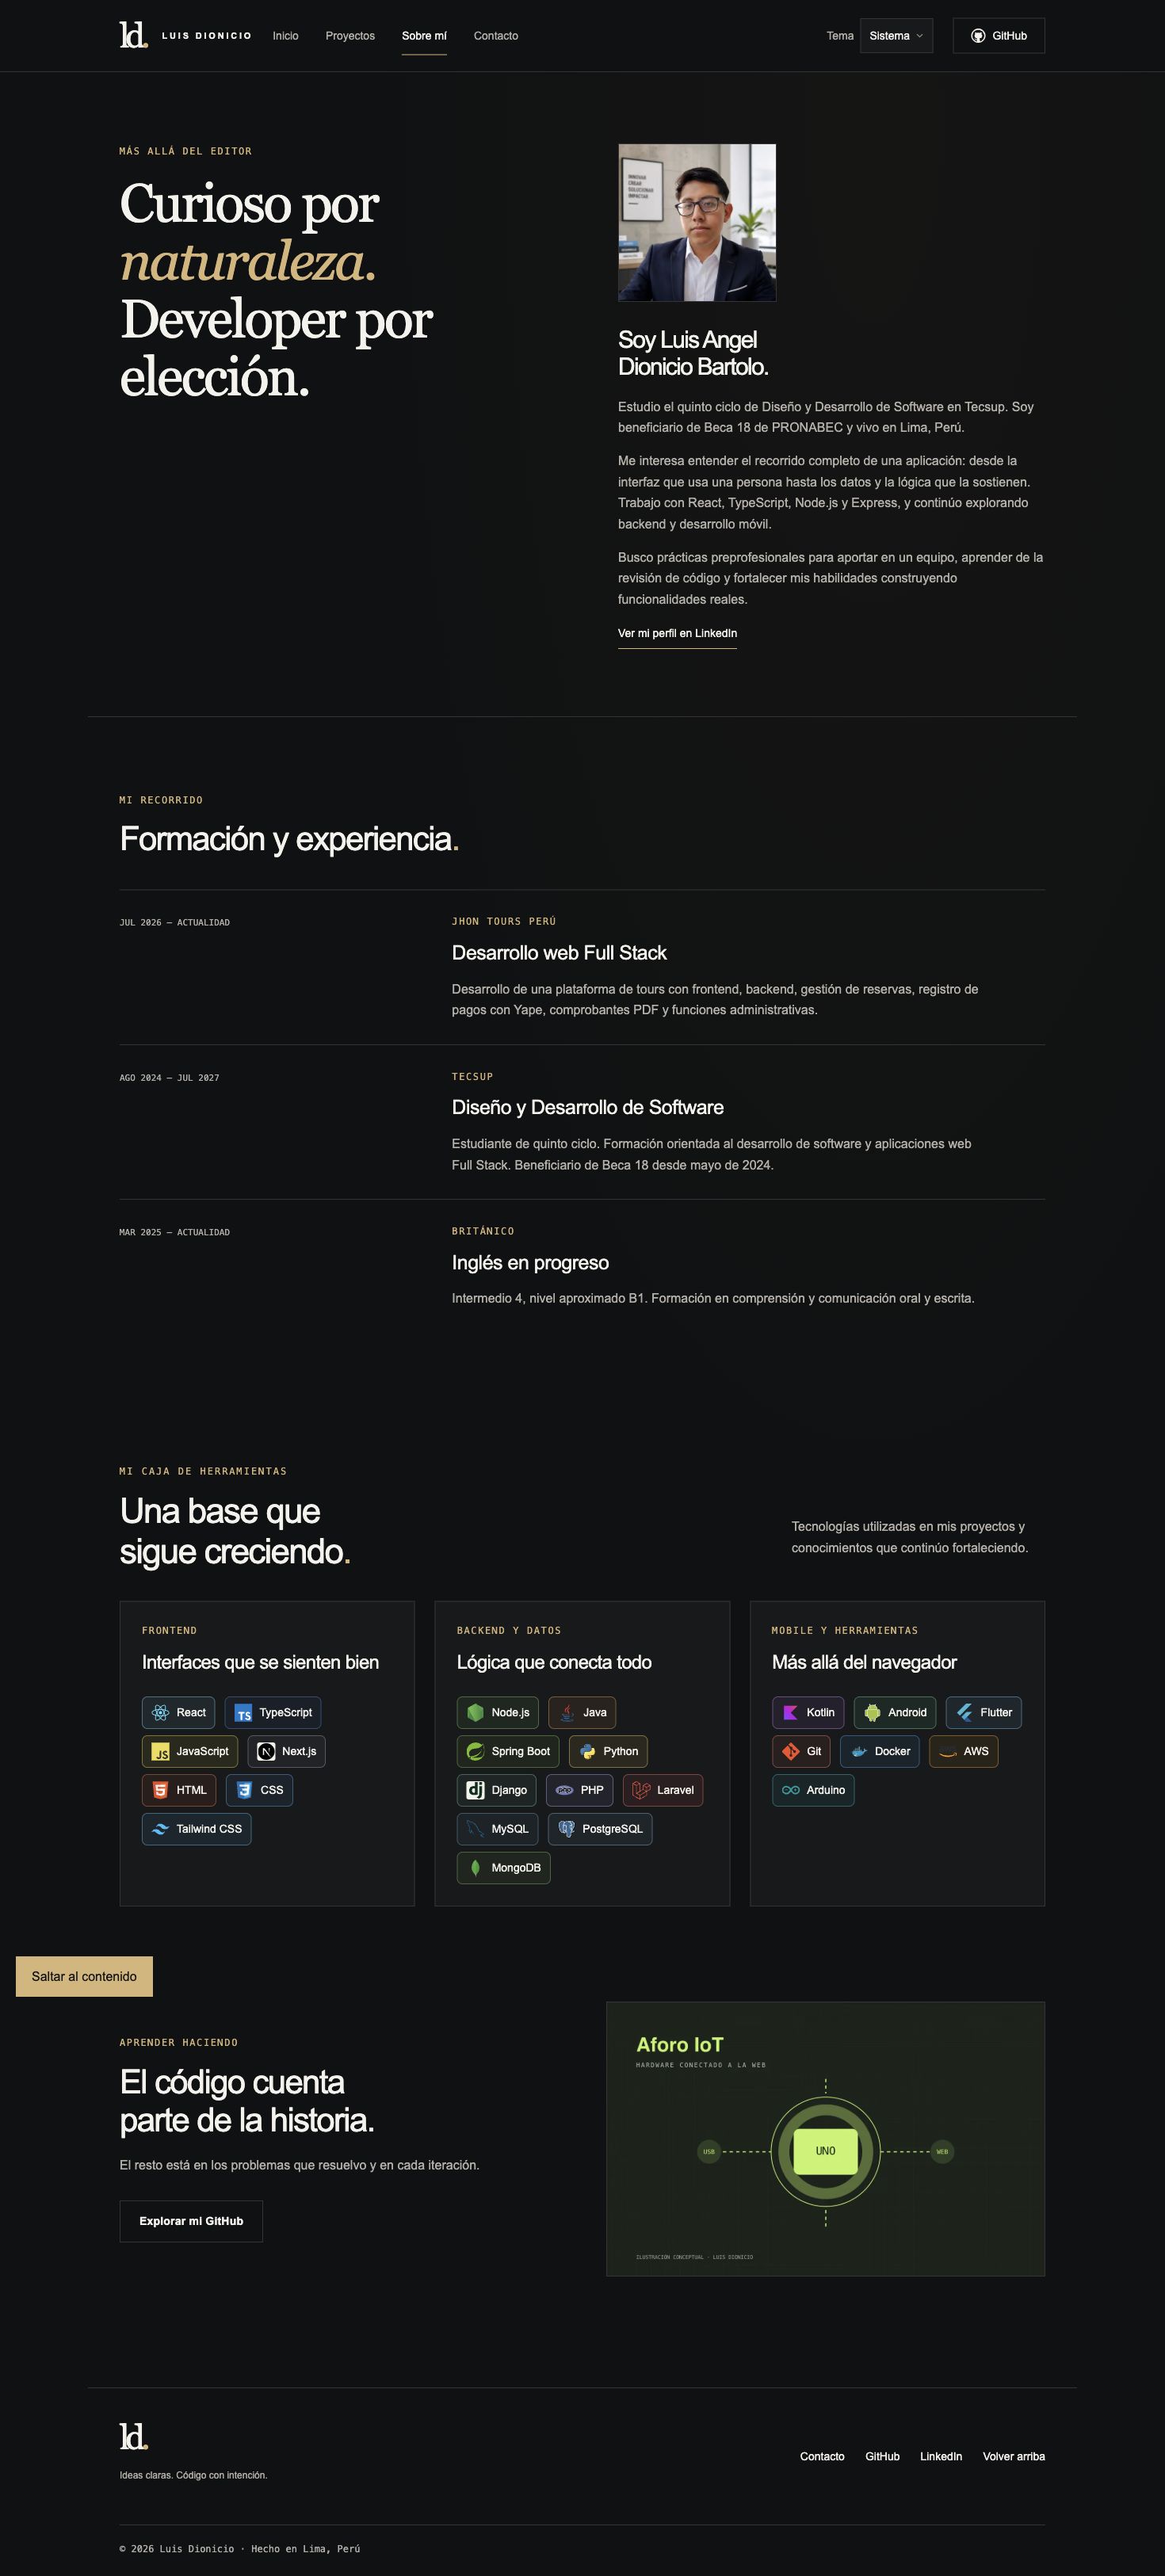 ld.
LUIS DIONICIO
Inicio
Proyectos
Sobre mí
Contacto
Tema
Sistema
GitHub
MÁS ALLÁ DEL EDITOR
Curioso por
naturaleza.
Developer por
elección.
INNOVAR
CREAR
SOLUCIONAR
IMPACTAR
Soy Luis Angel
Dionicio Bartolo.
Estudio el quinto ciclo de Diseño y Desarrollo de Software en Tecsup. Soy
beneficiario de Beca 18 de PRONABEC y vivo en Lima, Perú.
Me interesa entender el recorrido completo de una aplicación: desde la
interfaz que usa una persona hasta los datos y la lógica que la sostienen.
Trabajo con React, TypeScript, Node.js y Express, y continúo explorando
backend y desarrollo móvil.
Busco prácticas preprofesionales para aportar en un equipo, aprender de la
revisión de código y fortalecer mis habilidades construyendo
funcionalidades reales.
Ver mi perfil en LinkedIn
MI RECORRIDO
Formación y experiencia.
JUL 2026 — ACTUALIDAD
JHON TOURS PERÚ
Desarrollo web Full Stack
Desarrollo de una plataforma de tours con frontend, backend, gestión de reservas, registro de
pagos con Yape, comprobantes PDF y funciones administrativas.
AGO 2024 — JUL 2027
TECSUP
Diseño y Desarrollo de Software
Estudiante de quinto ciclo. Formación orientada al desarrollo de software y aplicaciones web
Full Stack. Beneficiario de Beca 18 desde mayo de 2024.
MAR 2025 — ACTUALIDAD
BRITÁNICO
Inglés en progreso
Intermedio 4, nivel aproximado B1. Formación en comprensión y comunicación oral y escrita.
MI CAJA DE HERRAMIENTAS
Una base que
sigue creciendo.
Tecnologías utilizadas en mis proyectos y
conocimientos que continúo fortaleciendo.
FRONTEND
Interfaces que se sienten bien
React
TS TypeScript
JS JavaScript
N Next.js
5 HTML
3 CSS
Tailwind CSS
BACKEND Y DATOS
Lógica que conecta todo
Node.js
Java
Spring Boot
Python
dj Django
php PHP
Laravel
MySQL
PostgreSQL
MongoDB
MOBILE Y HERRAMIENTAS
Más allá del navegador
Kotlin
Android
Flutter
Git
Docker
AWS
Arduino
Saltar al contenido
APRENDER HACIENDO
El código cuenta
parte de la historia.
El resto está en los problemas que resuelvo y en cada iteración.
Explorar mi GitHub
Aforo IoT
HARDWARE CONECTADO A LA WEB
USB
UNO
WEB
ILUSTRACIÓN CONCEPTUAL · LUIS DIONICIO
ld.
Ideas claras. Código con intención.
Contacto
GitHub
LinkedIn
Volver arriba
© 2026 Luis Dionicio · Hecho en Lima, Perú